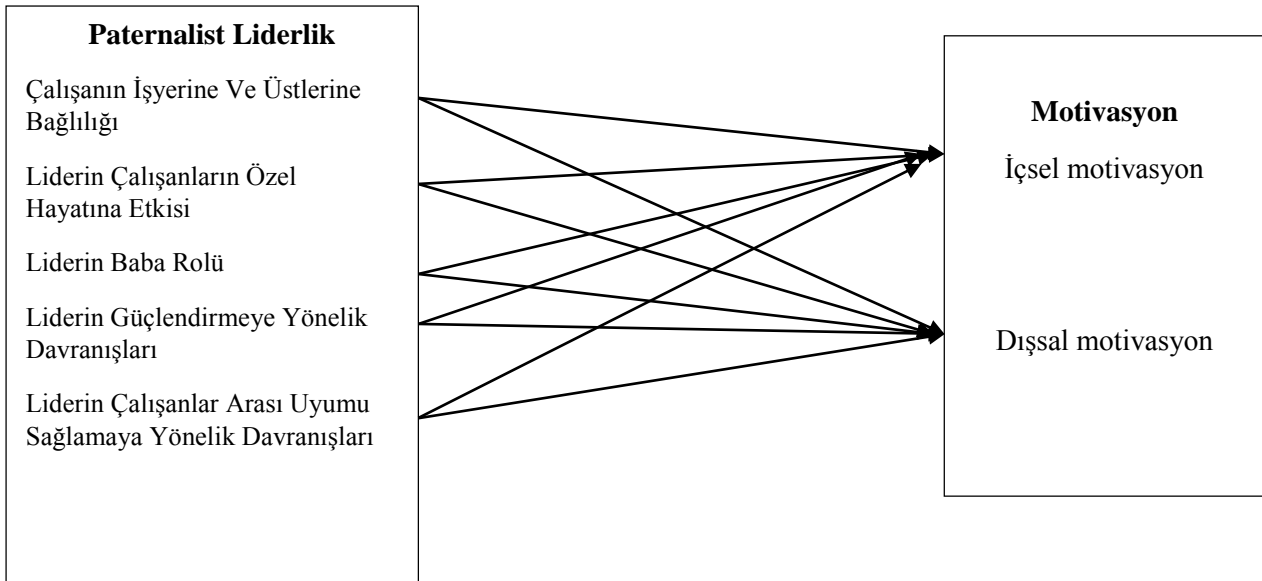 Paternalist Liderlik
Çalışanın İşyerine Ve Üstlerine
Bağlılığı
Liderin Çalışanların Özel
Hayatına Etkisi
Liderin Baba Rolü
Liderin Güçlendirmeye Yönelik
Davranışları
Liderin Çalışanlar Arası Uyumu
Sağlamaya Yönelik Davranışları
Motivasyon
İçsel motivasyon
Dışsal motivasyon